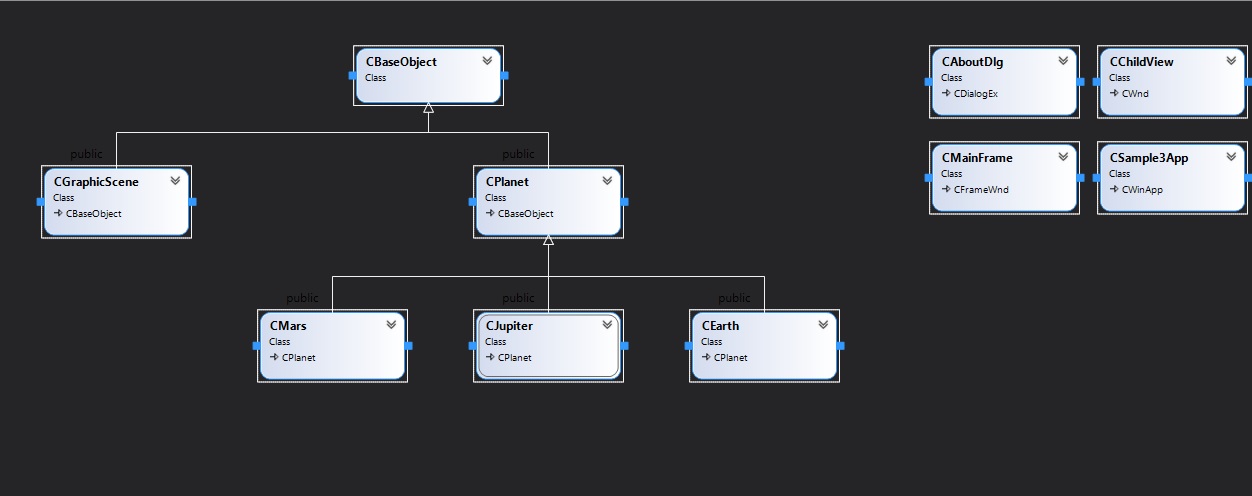 CBaseObject
Class
CAboutDlg
Class
CDialogEx
CChildView
Class
CWnd
public
public
CGraphicScene
Class
CBaseObject
CPlanet
Class
CBaseObject
CMainFrame
Class
CFrameWnd
CSample3App
Class
CWinApp
public
public
public
CMars
Class
CPlanet
CJupiter
Class
CPlanet
CEarth
Class
CPlanet